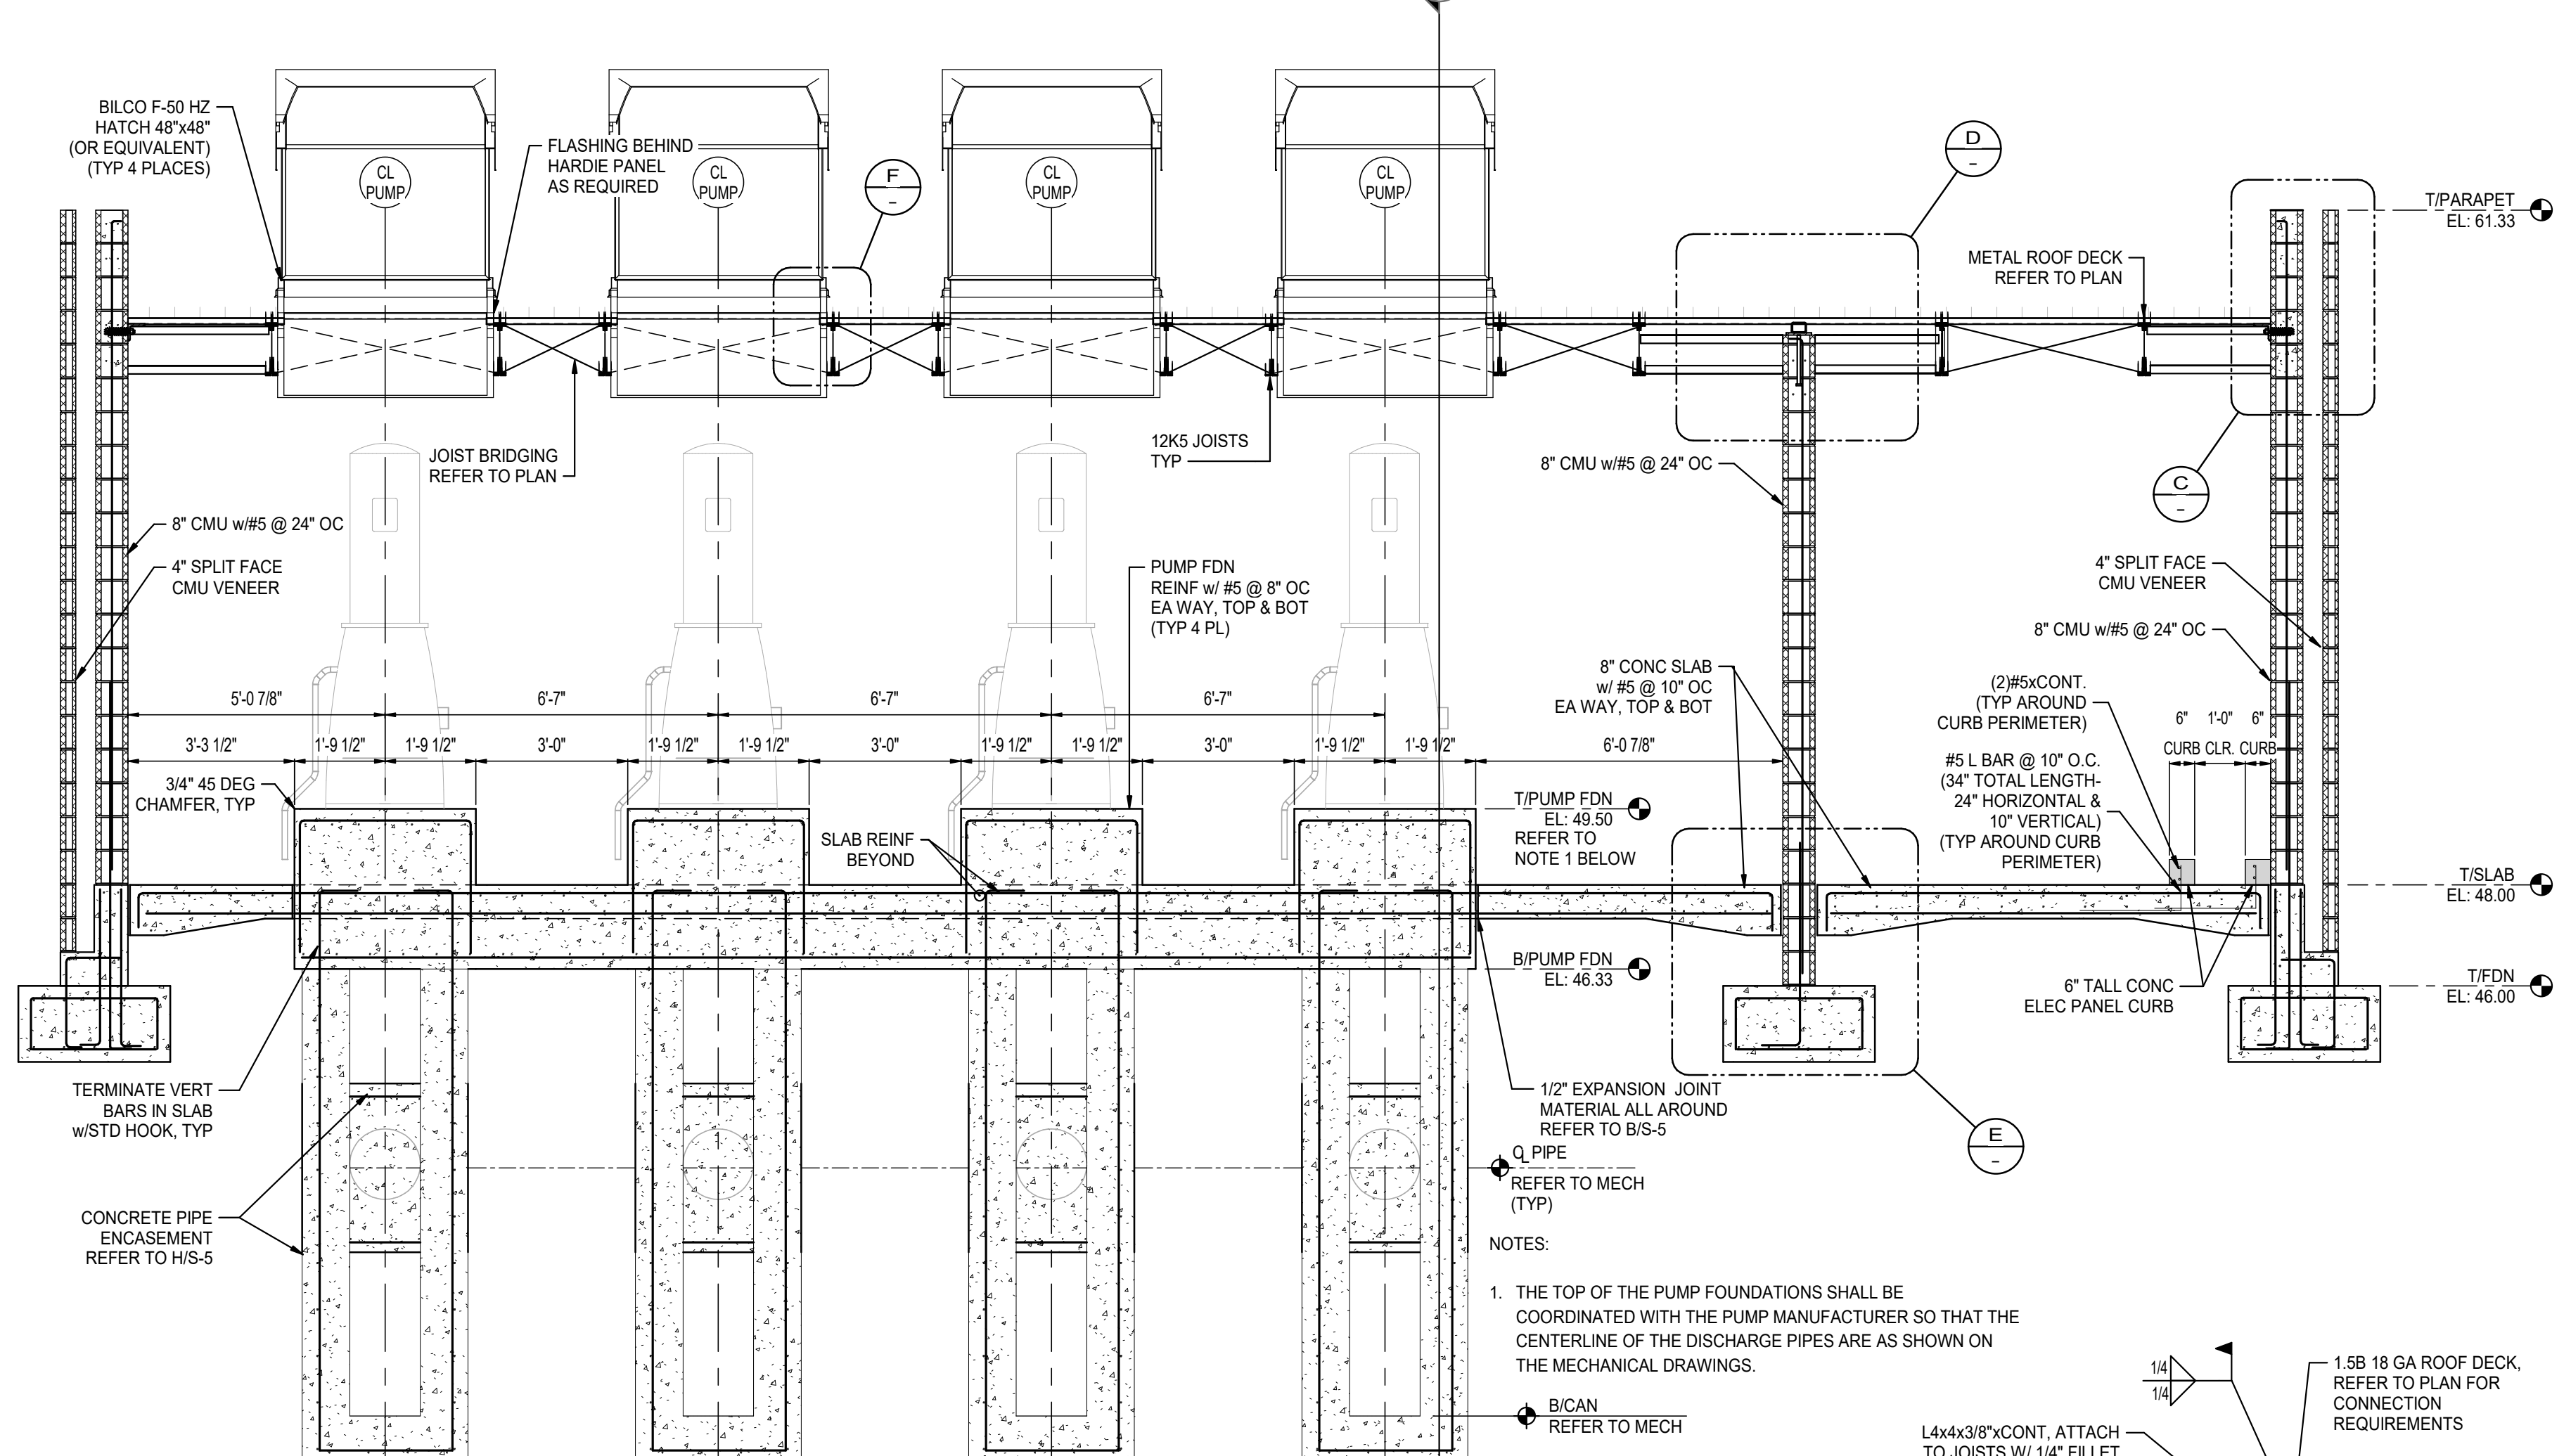 BILCO F-50 HZ
HATCH 48"x48"
(OR EQUIVALENT)
(TYP 4 PLACES)
CL
PUMP
FLASHING BEHIND
HARDIE PANEL
AS REQUIRED
CL
PUMP
F
-
CL
PUMP
CL
PUMP
D
-
T/PARAPET
EL: 61.33
METAL ROOF DECK
REFER TO PLAN
JOIST BRIDGING
REFER TO PLAN
12K5 JOISTS
TYP
8" CMU w/#5 @ 24" OC
C
-
8" CMU w/#5 @ 24" OC
4" SPLIT FACE
CMU VENEER
PUMP FDN
REINF w/ #5 @ 8" OC
EA WAY, TOP & BOT
(TYP 4 PL)
4" SPLIT FACE
CMU VENEER
8" CMU w/#5 @ 24" OC
8" CONC SLAB
w/ #5 @ 10" OC
EA WAY, TOP & BOT
(2)#5xCONT.
(TYP AROUND
CURB PERIMETER)
6" 1'-0" 6"
CURB CLR. CURB
#5 L BAR @ 10" O.C.
(34" TOTAL LENGTH-
24" HORIZONTAL &
10" VERTICAL)
(TYP AROUND CURB
PERIMETER)
5'-0 7/8" 6'-7" 6'-7" 6'-7"
3'-3 1/2" 1'-9 1/2" 1'-9 1/2" 3'-0" 1'-9 1/2" 1'-9 1/2" 3'-0" 1'-9 1/2" 1'-9 1/2" 3'-0" 1'-9 1/2" 1'-9 1/2" 6'-0 7/8"
3/4" 45 DEG
CHAMFER, TYP
SLAB REINF
BEYOND
T/PUMP FDN
EL: 49.50
REFER TO
NOTE 1 BELOW
T/SLAB
EL: 48.00
B/PUMP FDN
EL: 46.33
6" TALL CONC
ELEC PANEL CURB
T/FDN
EL: 46.00
TERMINATE VERT
BARS IN SLAB
w/STD HOOK, TYP
1/2" EXPANSION JOINT
MATERIAL ALL AROUND
REFER TO B/S-5
E
-
CL PIPE
REFER TO MECH
(TYP)
CONCRETE PIPE
ENCASEMENT
REFER TO H/S-5
NOTES:
1. THE TOP OF THE PUMP FOUNDATIONS SHALL BE
COORDINATED WITH THE PUMP MANUFACTURER SO THAT THE
CENTERLINE OF THE DISCHARGE PIPES ARE AS SHOWN ON
THE MECHANICAL DRAWINGS.
B/CAN
REFER TO MECH
1/4
1/4
1.5B 18 GA ROOF DECK,
REFER TO PLAN FOR
CONNECTION
REQUIREMENTS
L4x4x3/8"xCONT, ATTACH
TO JOISTS W/ 1/4" FILLET